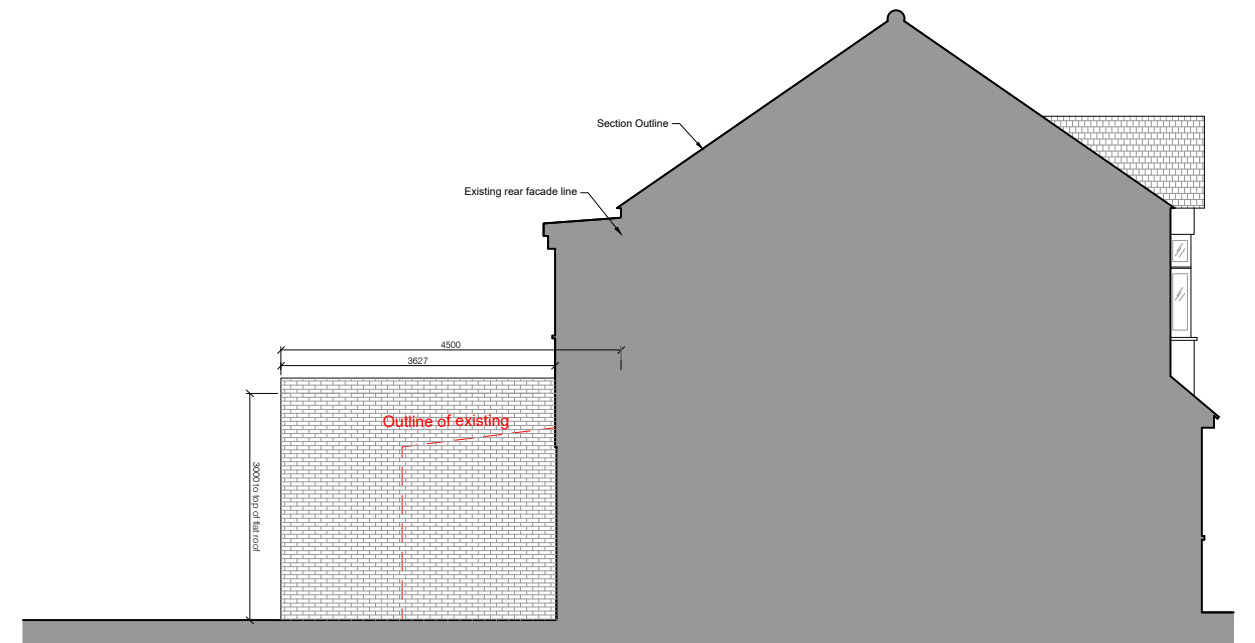 Section Outline
Existing rear facade line
4500
3627
Outline of existing
3000 to top of flat roof